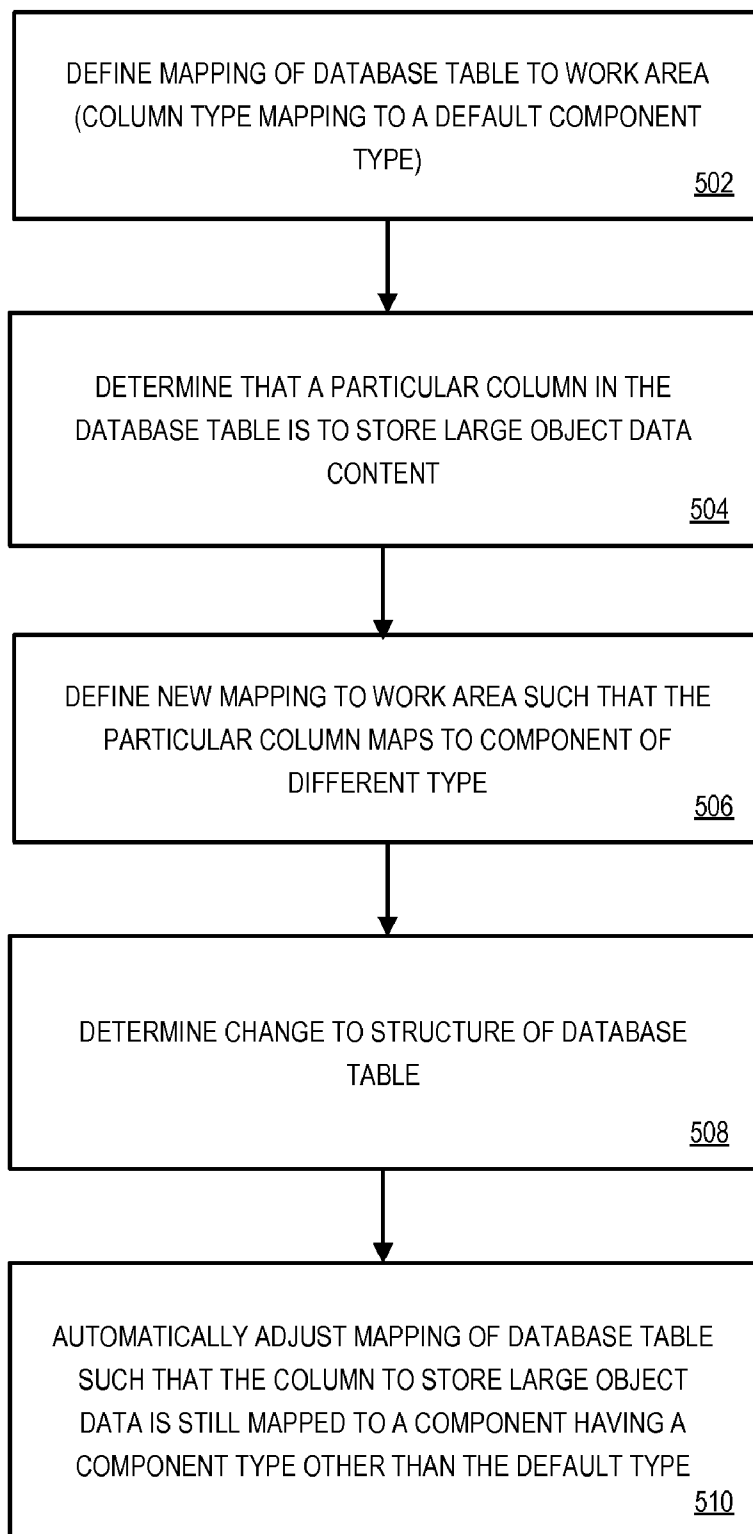 DEFINE MAPPING OF DATABASE TABLE TO WORK AREA
(COLUMN TYPE MAPPING TO A DEFAULT COMPONENT
TYPE)
502
DETERMINE THAT A PARTICULAR COLUMN IN THE
DATABASE TABLE IS TO STORE LARGE OBJECT DATA
CONTENT
504
DEFINE NEW MAPPING TO WORK AREA SUCH THAT THE
PARTICULAR COLUMN MAPS TO COMPONENT OF
DIFFERENT TYPE
506
DETERMINE CHANGE TO STRUCTURE OF DATABASE
TABLE
508
AUTOMATICALLY ADJUST MAPPING OF DATABASE TABLE
SUCH THAT THE COLUMN TO STORE LARGE OBJECT
DATA IS STILL MAPPED TO A COMPONENT HAVING A
COMPONENT TYPE OTHER THAN THE DEFAULT TYPE
510